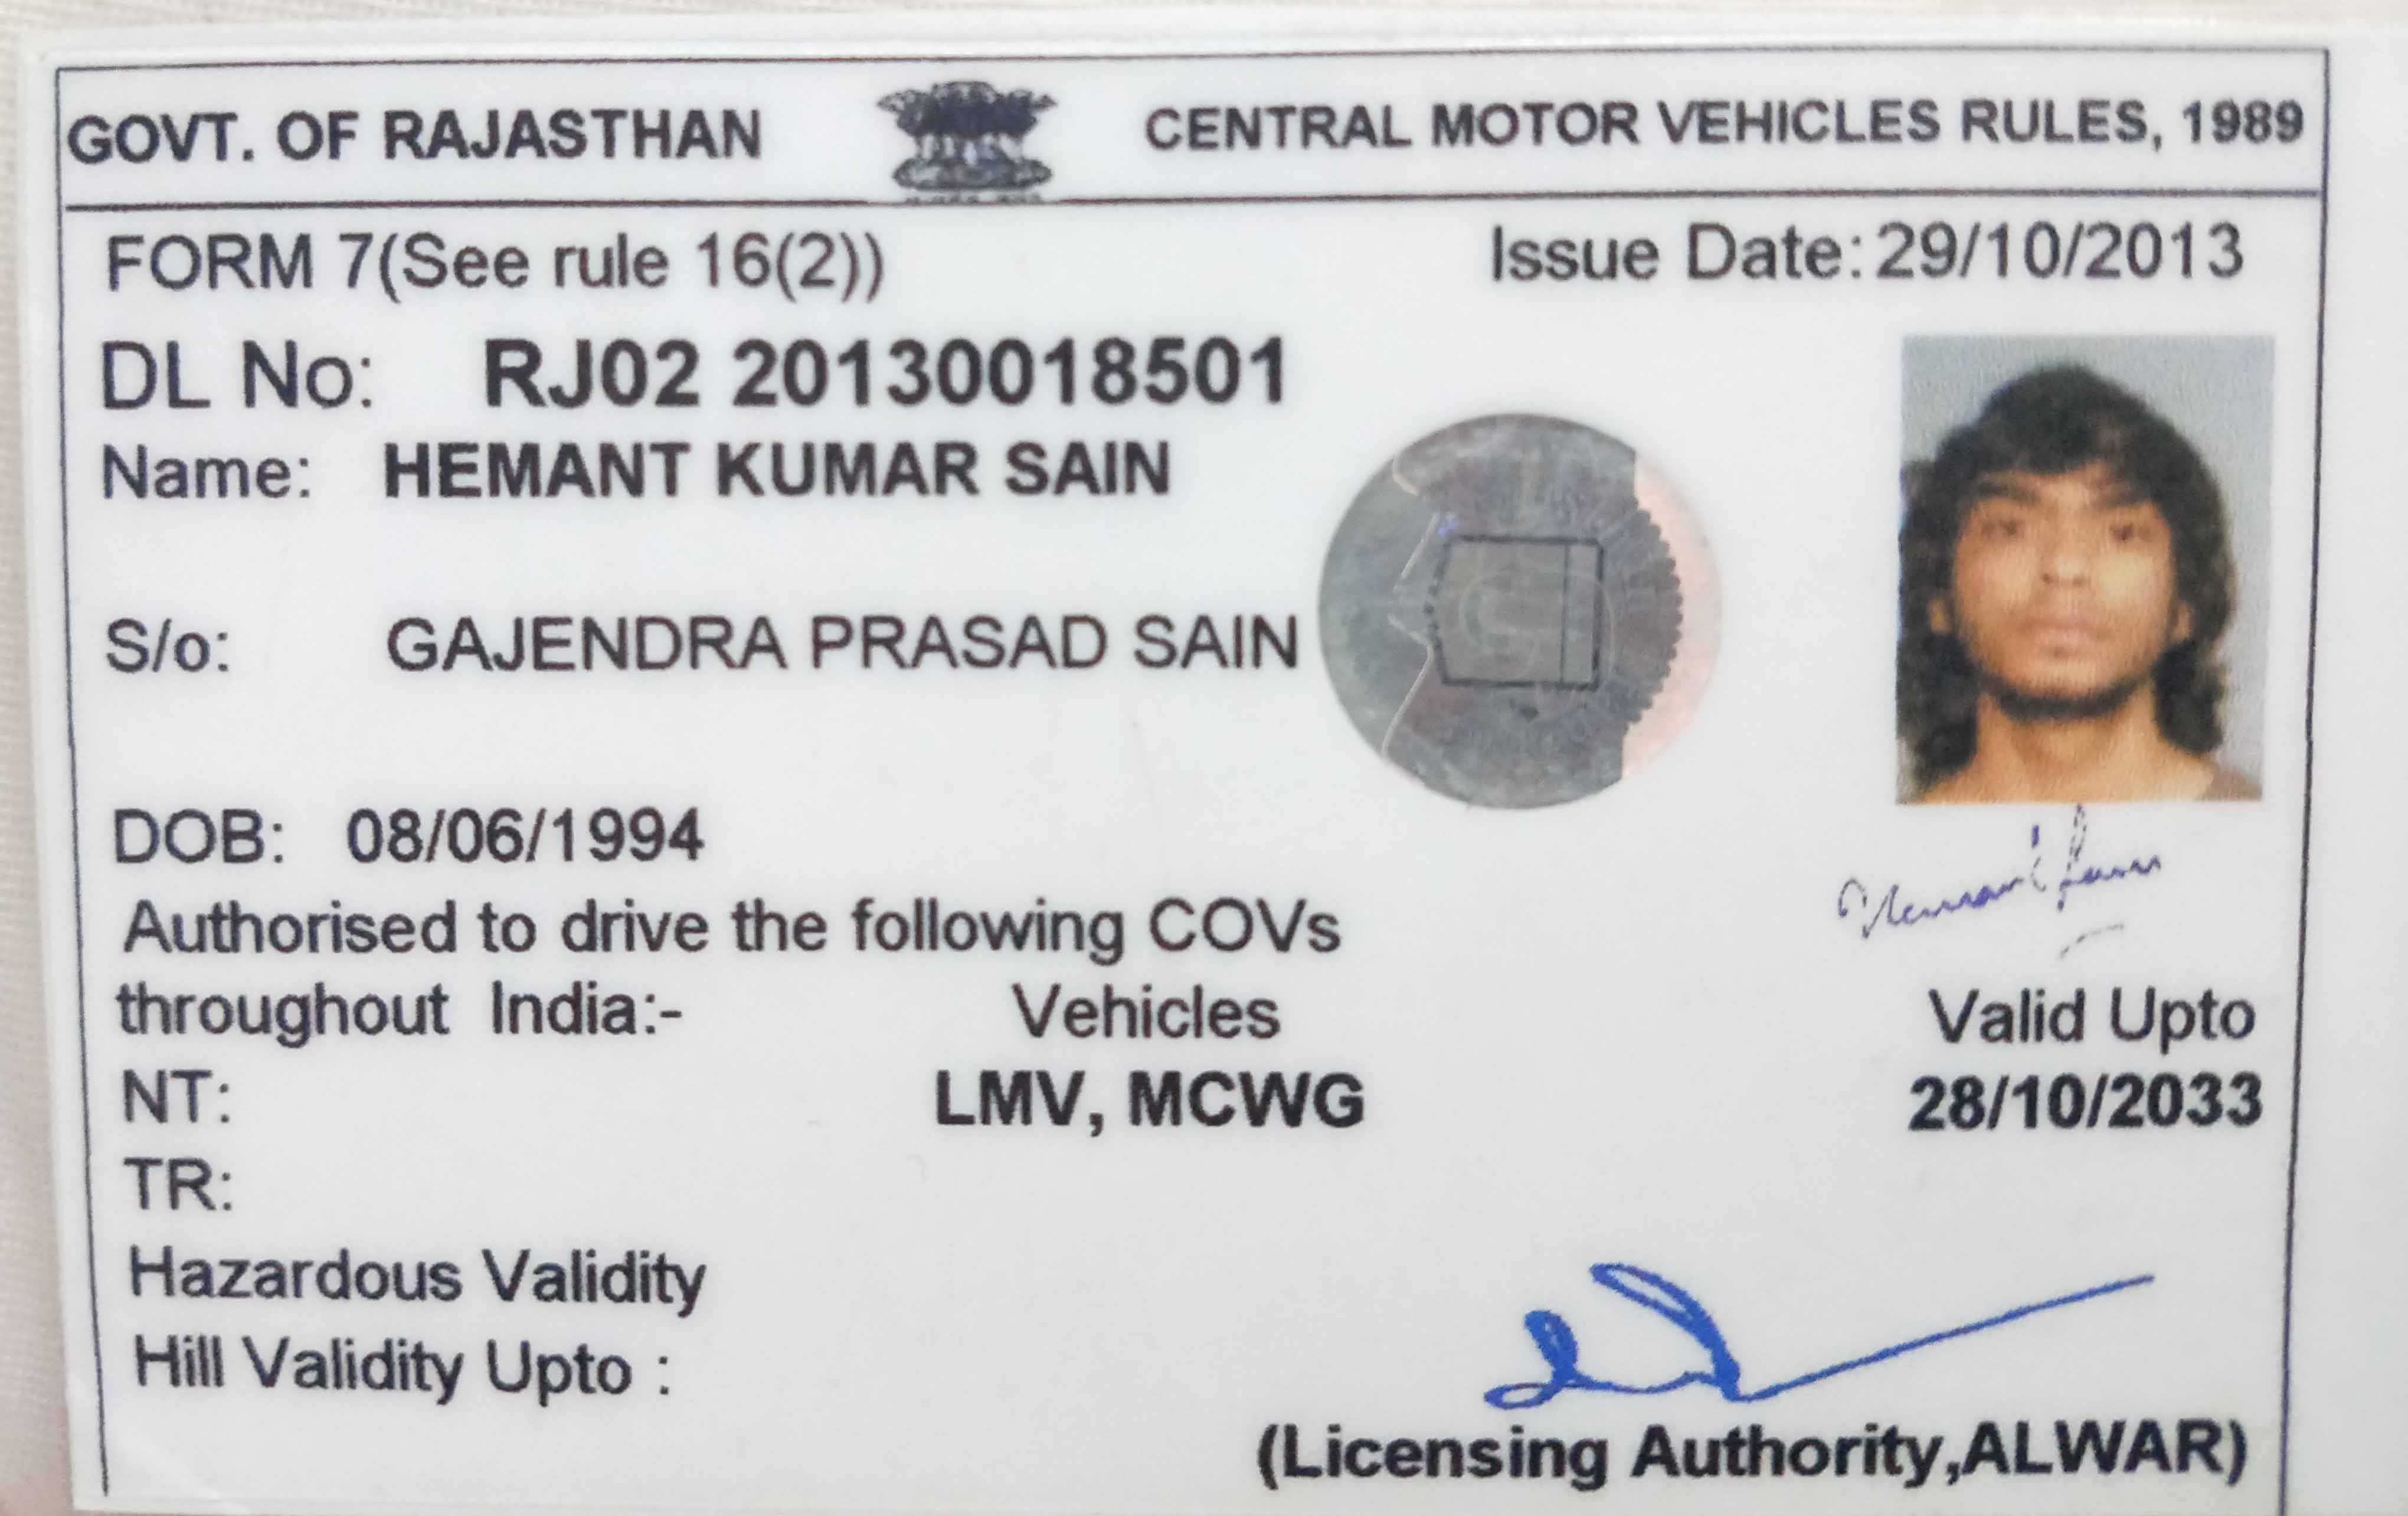 GOVT. OF RAJASTHAN CENTRAL MOTOR VEHICLES RULES, 1989
FORM 7(See rule 16(2)) Issue Date: 29/10/2013
DL No: RJ02 20130018501
Name: HEMANT KUMAR SAIN
S/o: GAJENDRA PRASAD SAIN
DOB: 08/06/1994
Authorised to drive the following COVs
throughout India:- Vehicles Valid Upto
NT: LMV, MCWG 28/10/2033
TR:
Hazardous Validity
Hill Validity Upto :
(Licensing Authority,ALWAR)